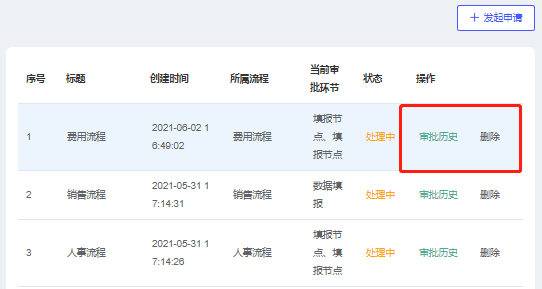 + 发起申请
序号 标题 创建时间 所属流程 当前审批环节 状态 操作
1 费用流程 2021-06-02 16:49:02 费用流程 填报节点、填报节点 处理中 审批历史 删除
2 销售流程 2021-05-31 17:14:31 销售流程 数据填报 处理中 审批历史 删除
3 人事流程 2021-05-31 17:14:26 人事流程 填报节点、填报节点 处理中 审批历史 删除